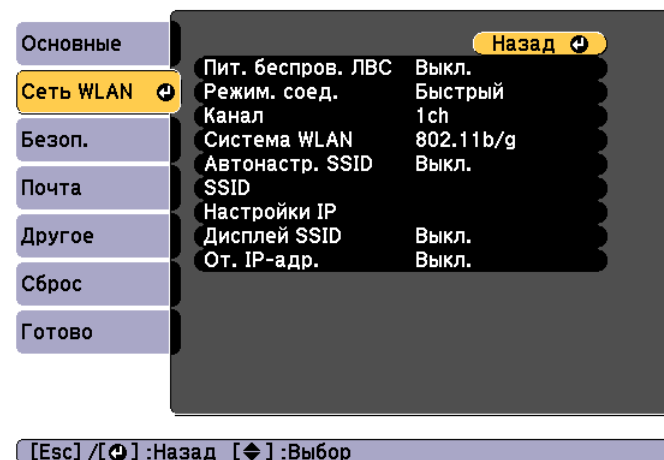 Основные
Сеть WLAN
Безоп.
Почта
Другое
Сброс
Готово
Назад
Пит. беспров. ЛВС Выкл.
Режим. соед. Быстрый
Канал 1ch
Система WLAN 802.11b/g
Автонастр. SSID Выкл.
SSID
Настройки IP
Дисплей SSID Выкл.
От. IP-адр. Выкл.
[Esc] /[ ] :Назад [ ] :Выбор